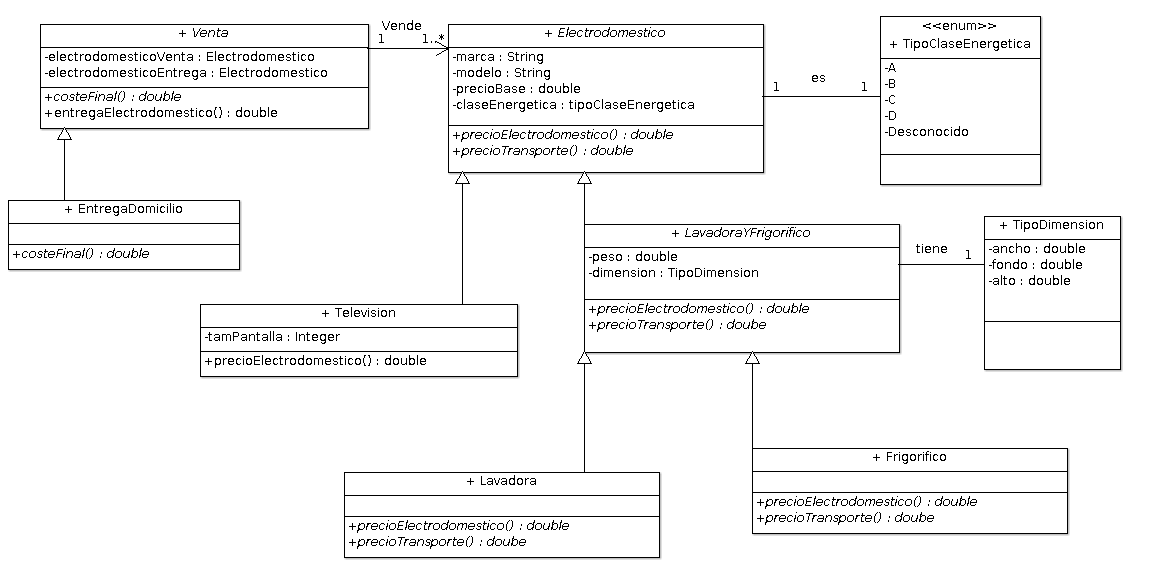 + Venta
-electrodomesticoVenta : Electrodomestico
-electrodomesticoEntrega : Electrodomestico
+costeFinal() : double
+entregaElectrodomestico() : double
Vende
1
1..*
+ Electrodomestico
-marca : String
-modelo : String
-precioBase : double
-claseEnergetica : tipoClaseEnergetica
+precioElectrodomestico() : double
+precioTransporte() : double
es
1
1
<<enum>>
+ TipoClaseEnergetica
-A
-B
-C
-D
-Desconocido
+ EntregaDomicilio
+costeFinal() : double
+ LavadoraYFrigorifico
-peso : double
-dimension : TipoDimension
+precioElectrodomestico() : double
+precioTransporte() : doube
tiene
1
+ TipoDimension
-ancho : double
-fondo : double
-alto : double
+ Television
-tamPantalla : Integer
+precioElectrodomestico() : double
+ Lavadora
+precioElectrodomestico() : double
+precioTransporte() : doube
+ Frigorifico
+precioElectrodomestico() : double
+precioTransporte() : doube